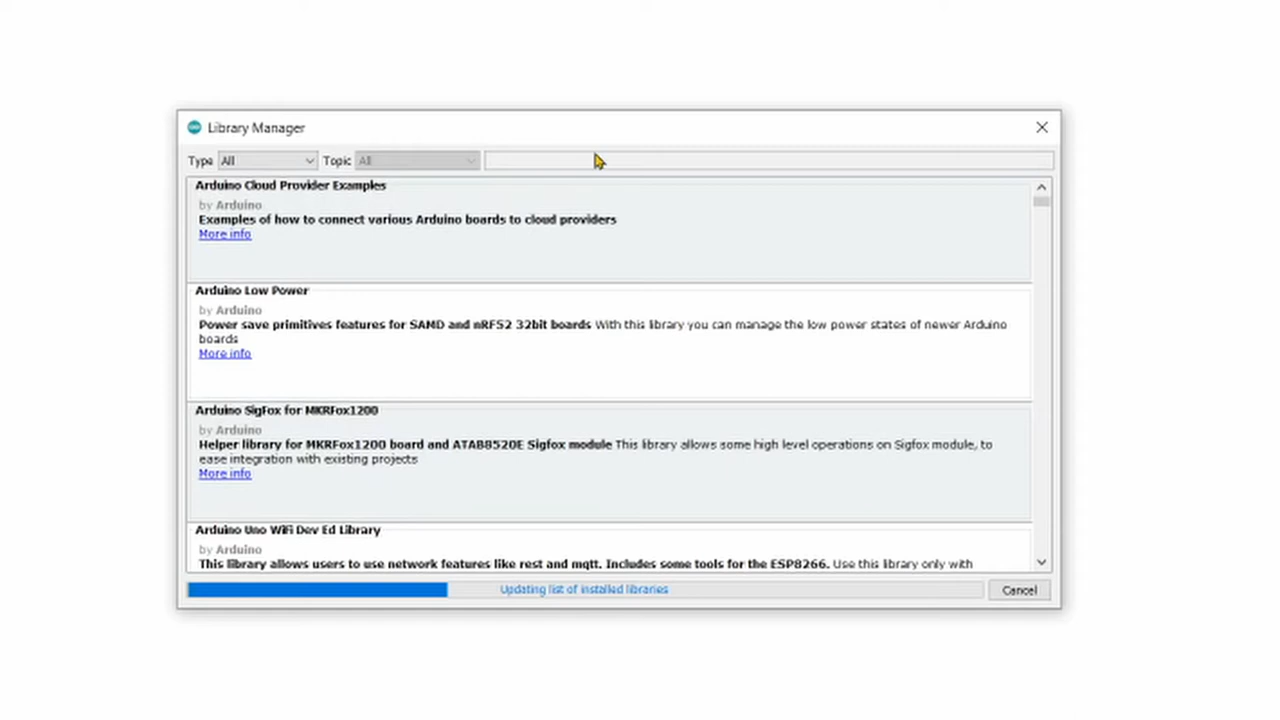 Library Manager
Type All Topic All
Arduino Cloud Provider Examples
by Arduino
Examples of how to connect various Arduino boards to cloud providers
More info
Arduino Low Power
by Arduino
Power save primitives features for SAMD and nRF52 32bit boards With this library you can manage the low power states of newer Arduino
boards
More info
Arduino SigFox for MKRFox1200
by Arduino
Helper library for MKRFox1200 board and ATAB8520E Sigfox module This library allows some high level operations on Sigfox module, to
ease integration with existing projects
More info
Arduino Uno WiFi Dev Ed Library
by Arduino
This library allows users to use network features like rest and mqtt. Includes some tools for the ESP8266. Use this library only with
Updating list of installed libraries Cancel